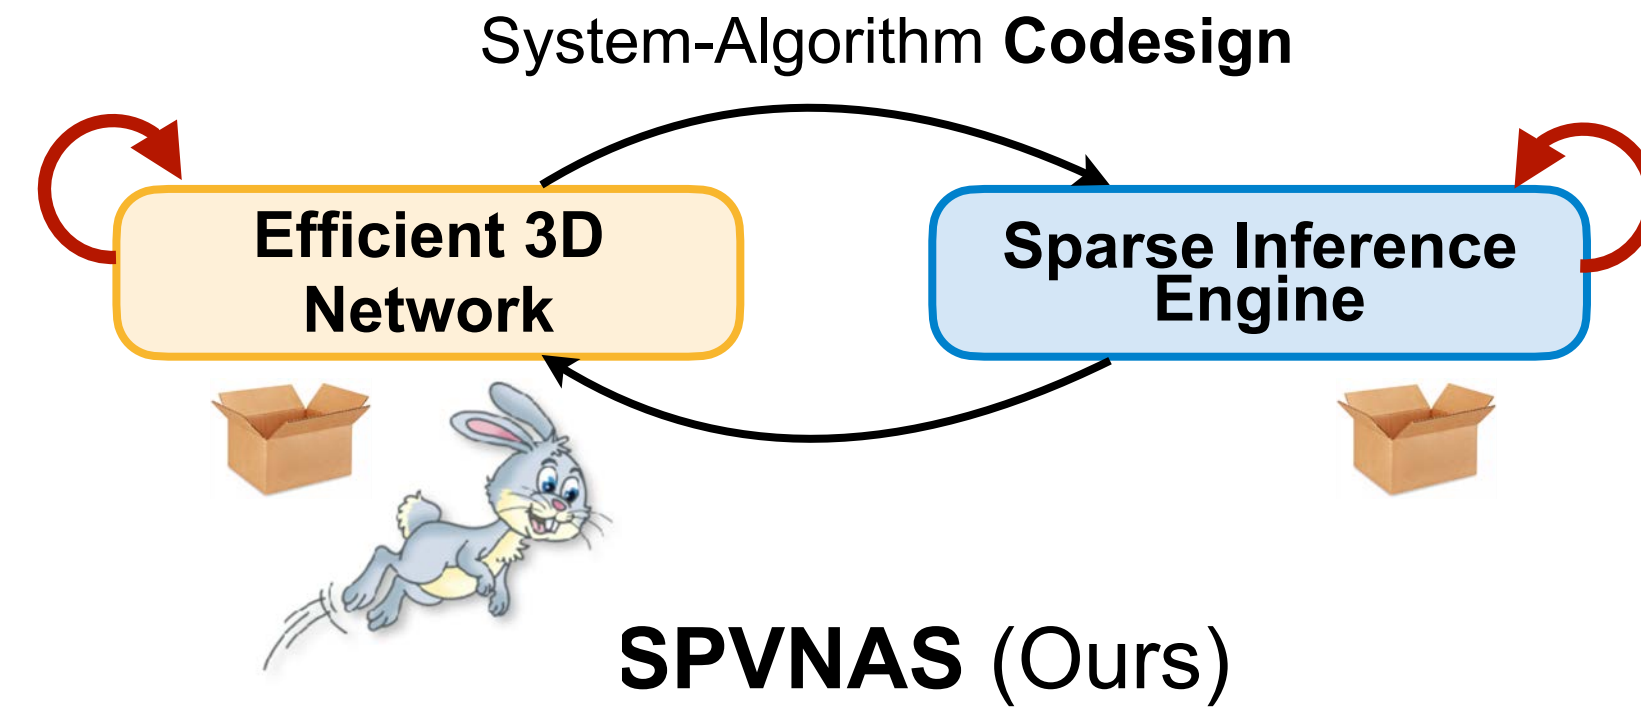 System-Algorithm Codesign
Efficient 3D
Network
Sparse Inference
Engine
SPVNAS (Ours)